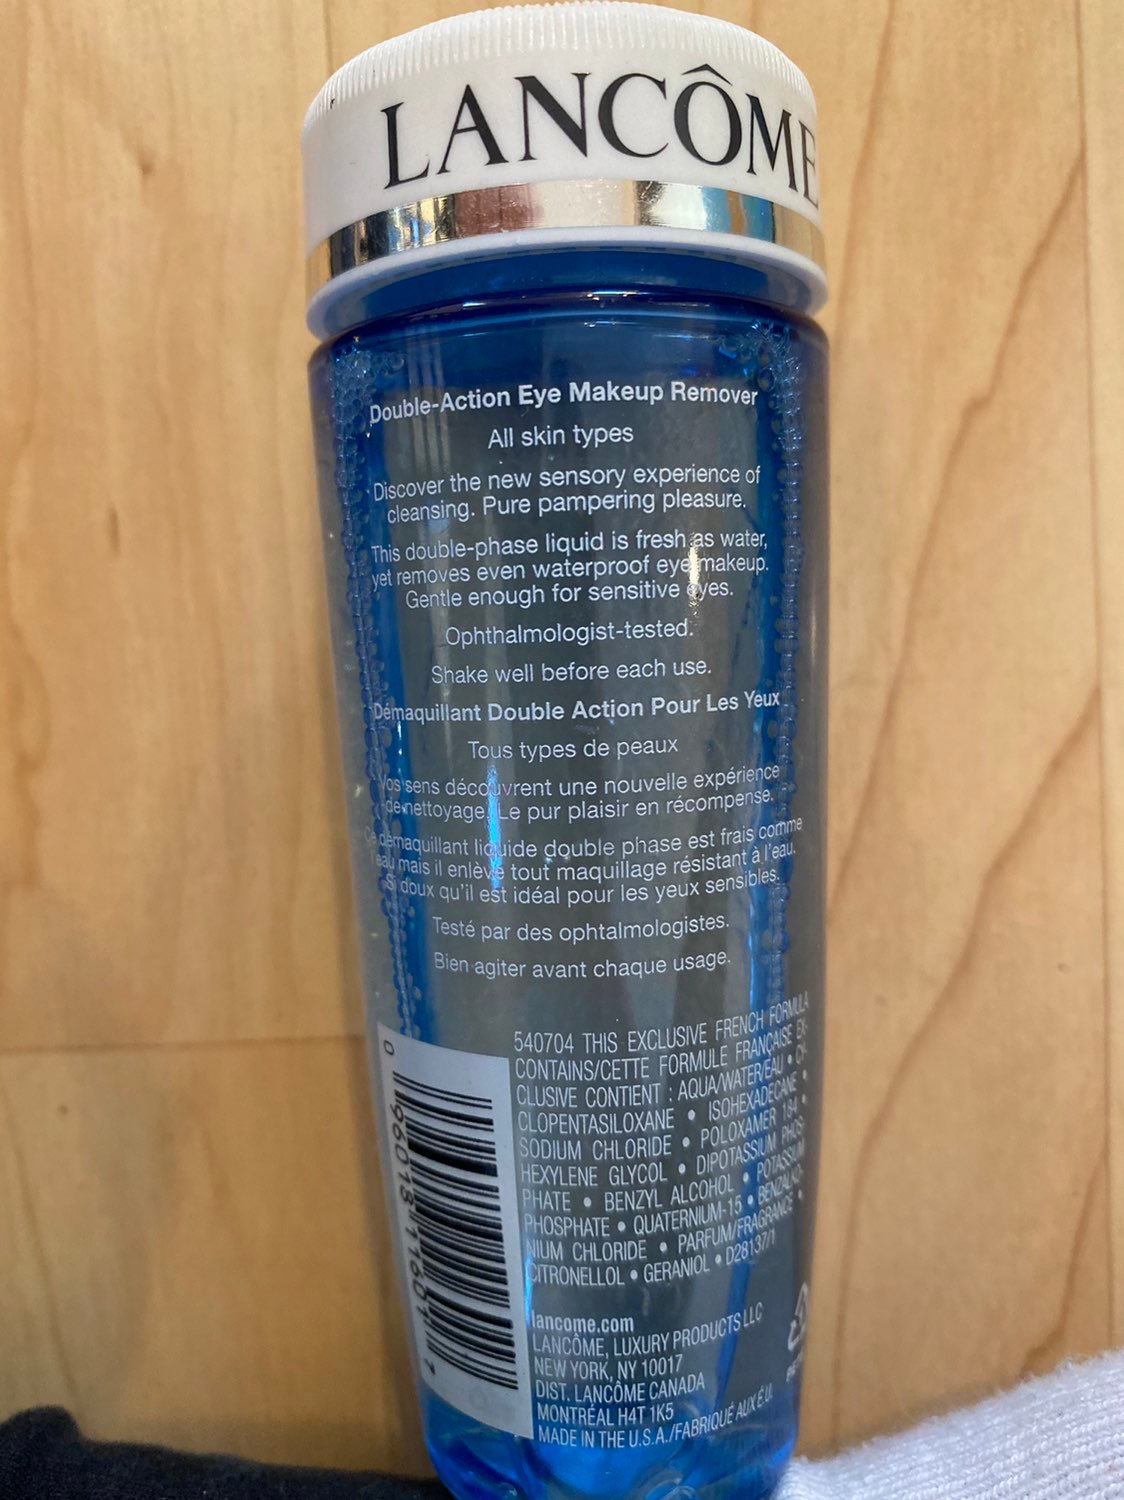 LANCÔME
Double-Action Eye Makeup Remover
All skin types
Discover the new sensory experience of
cleansing. Pure pampering pleasure.
This double-phase liquid is fresh as water,
yet removes even waterproof eye makeup.
Gentle enough for sensitive eyes.
Ophthalmologist-tested.
Shake well before each use.
Démaquillant Double Action Pour Les Yeux
Tous types de peaux
Vos sens découvrent une nouvelle expérience
de nettoyage. Le pur plaisir en récompense.
Ce démaquillant liquide double phase est frais comme
l'eau mais il enlève tout maquillage résistant à l'eau.
Si doux qu'il est idéal pour les yeux sensibles.
Testé par des ophtalmologistes.
Bien agiter avant chaque usage.
540704 THIS EXCLUSIVE FRENCH FORMULA
CONTAINS/CETTE FORMULE FRANÇAISE EX-
CLUSIVE CONTIENT : AQUA/WATER/EAU • CY-
CLOPENTASILOXANE • ISOHEXADECANE •
SODIUM CHLORIDE • POLOXAMER 184 •
HEXYLENE GLYCOL • DIPOTASSIUM PHOS-
PHATE • BENZYL ALCOHOL • POTASSIUM
PHOSPHATE • QUATERNIUM-15 • BENZALKO-
NIUM CHLORIDE • PARFUM/FRAGRANCE •
CITRONELLOL • GERANIOL • D28137/1
0 96018 11601 7
lancome.com
LANCÔME, LUXURY PRODUCTS LLC
NEW YORK, NY 10017
DIST. LANCÔME CANADA
MONTRÉAL H4T 1K5
MADE IN THE U.S.A./FABRIQUÉ AUX É.U.